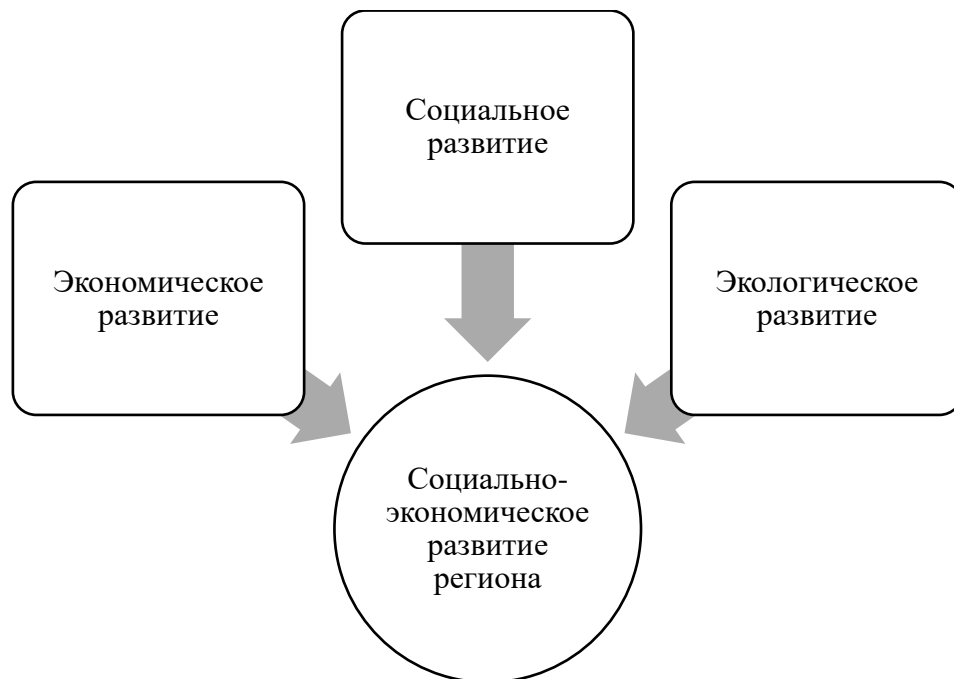 Социальное
развитие
Экономическое
развитие
Экологическое
развитие
Социально-
экономическое
развитие
региона